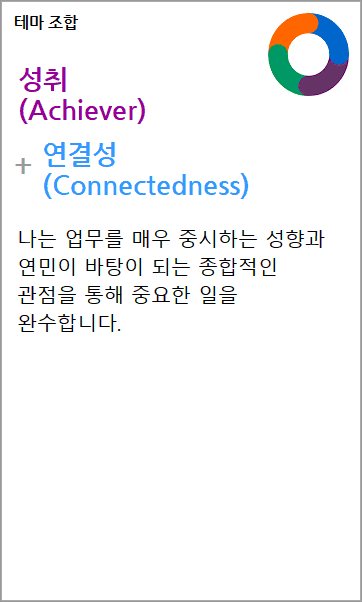 테마 조합
성취
(Achiever)
+ 연결성
(Connectedness)
나는 업무를 매우 중시하는 성향과
연민이 바탕이 되는 종합적인
관점을 통해 중요한 일을
완수합니다.